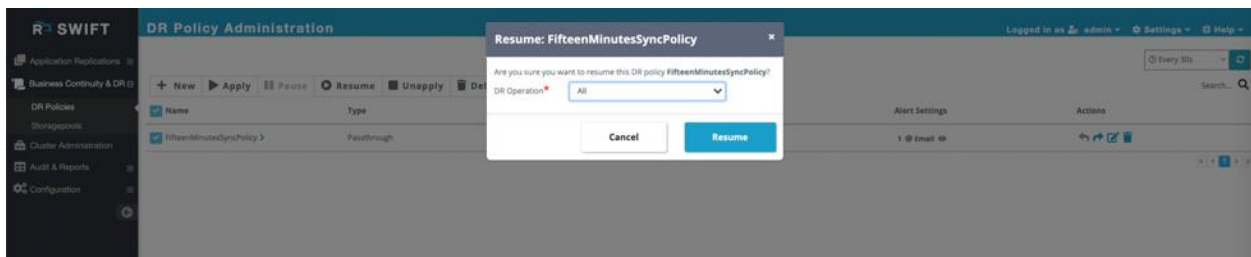 R SWIFT
DR Policy Administration
Logged in as admin
Settings
Help
Application Replications
Business Continuity & DR
DR Policies
Storagepools
Cluster Administration
Audit & Reports
Configuration
Every 30s
+ New Apply Pause Resume Unapply Del
Search...
Name Type Alert Settings Actions
FifteenMinutesSyncPolicy Passthrough 1 @ Email
1
Resume: FifteenMinutesSyncPolicy
Are you sure you want to resume this DR policy FifteenMinutesSyncPolicy?
DR Operation* All
Cancel Resume